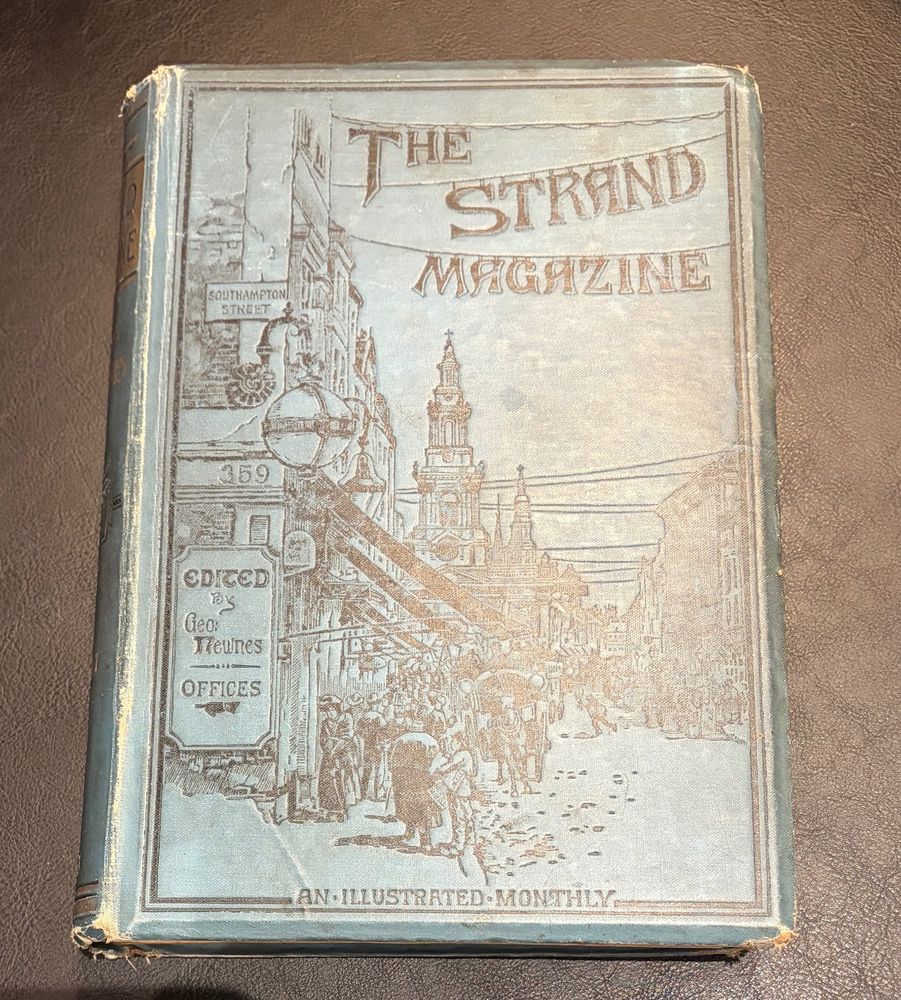 THE
STRAND
MAGAZINE
SOUTHAMPTON
STREET
359
EDITED
By
Geo:
Newnes
OFFICES
AN·ILLUSTRATED·MONTHLY